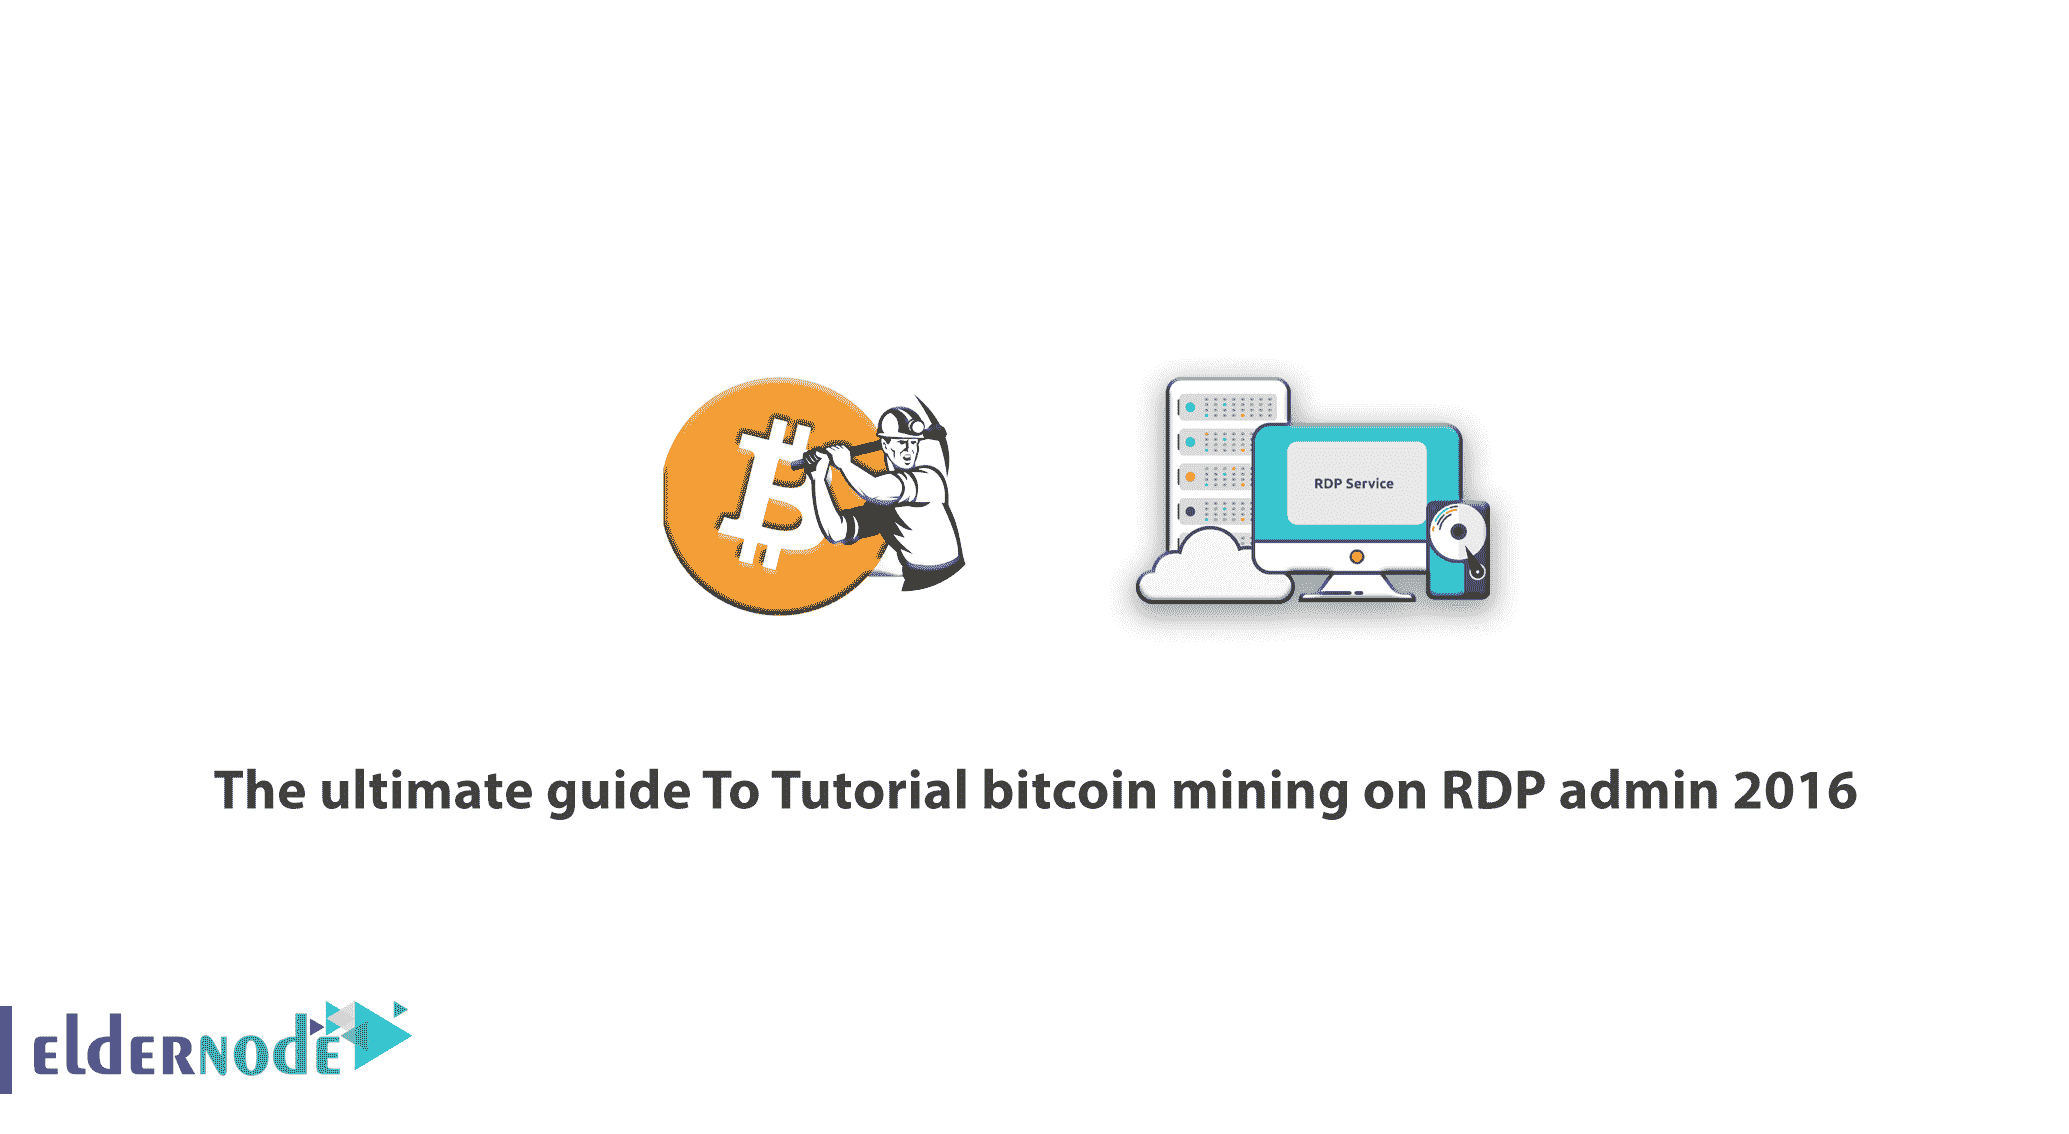 RDP Service
The ultimate guide To Tutorial bitcoin mining on RDP admin 2016
ELDERNODE